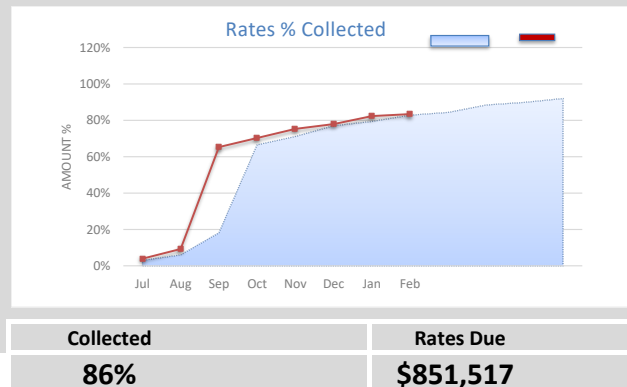 Rates % Collected
120%
100%
80%
60%
40%
20%
0%
AMOUNT %
Jul Aug Sep Oct Nov Dec Jan Feb
Collected Rates Due
86% $851,517